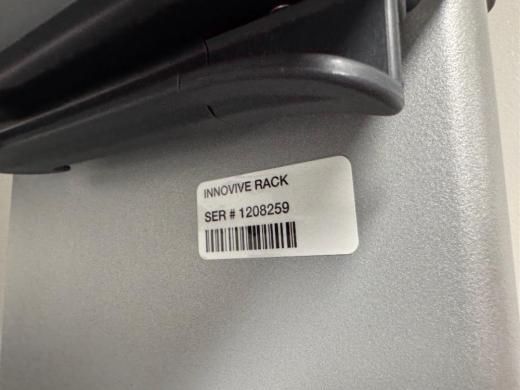 INNOVIVE RACK
SER # 1208259